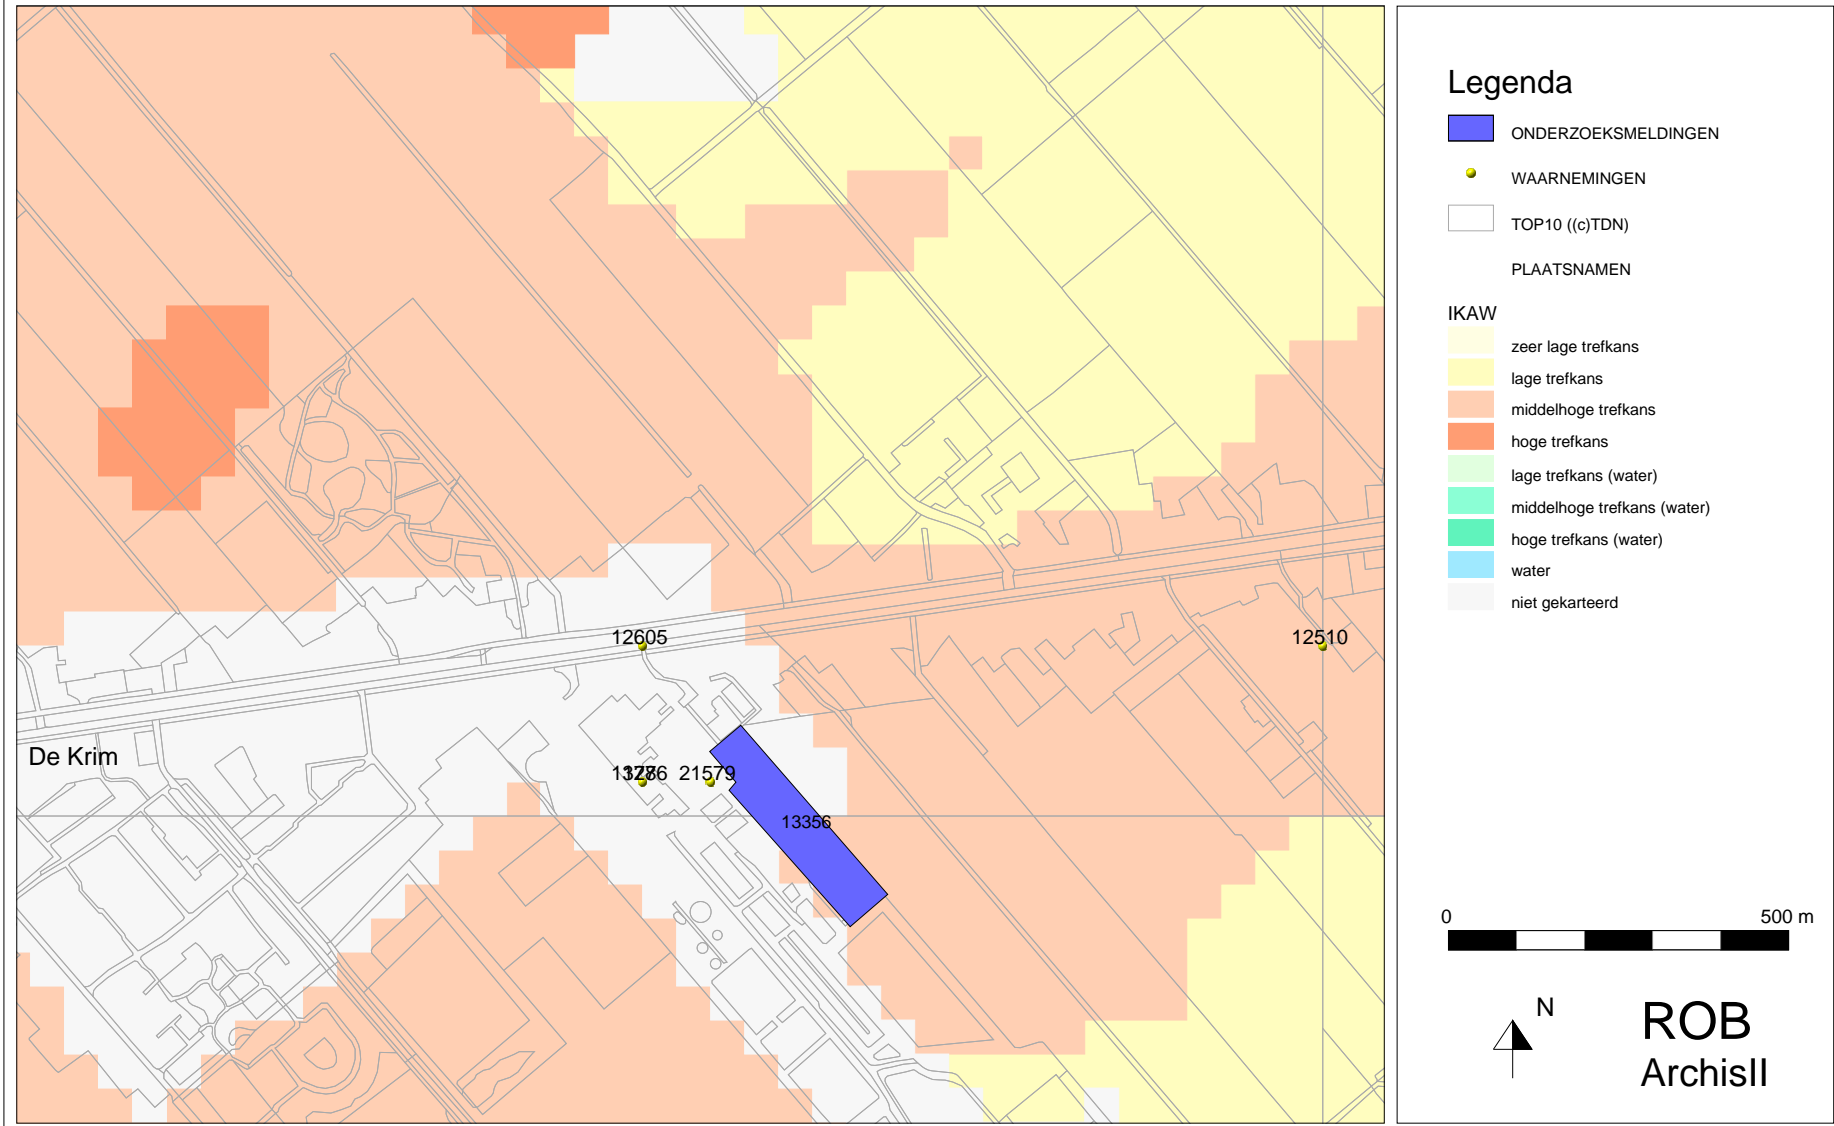 12605
12510
De Krim
21579
13356
Legenda
ONDERZOEKSMELDINGEN
WAARNEMINGEN
TOP10 ((c)TDN)
PLAATSNAMEN
IKAW
zeer lage trefkans
lage trefkans
middelhoge trefkans
hoge trefkans
lage trefkans (water)
middelhoge trefkans (water)
hoge trefkans (water)
water
niet gekarteerd
0 500 m
N
ROB
ArchisII